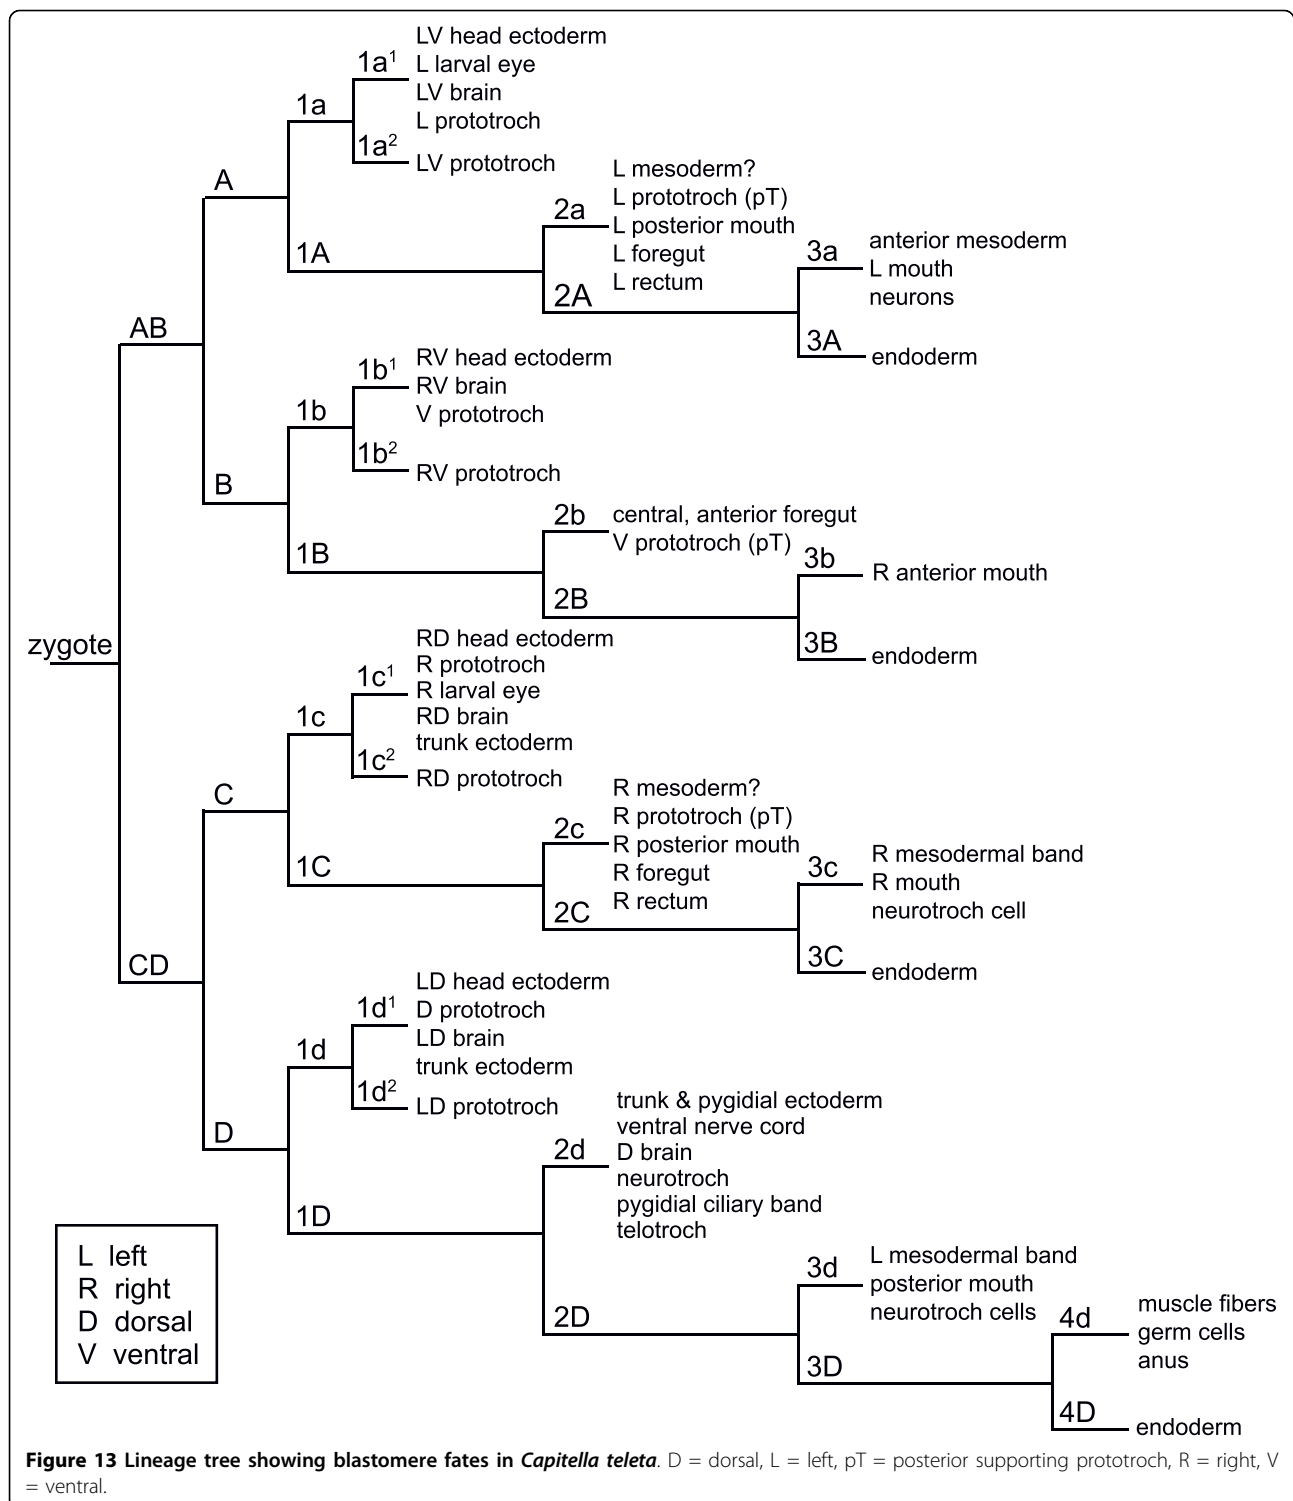 LV head ectoderm
1a¹ L larval eye
LV brain
1a L prototroch
1a² LV prototroch
A
L mesoderm?
L prototroch (pT)
2a L posterior mouth
L foregut
L rectum
1A
2A
anterior mesoderm
3a L mouth
neurons
3A endoderm
AB
RV head ectoderm
1b¹ RV brain
V prototroch
1b
1b² RV prototroch
B
2b central, anterior foregut
V prototroch (pT)
1B
2B
3b R anterior mouth
3B endoderm
zygote
RD head ectoderm
R prototroch
1c¹ R larval eye
RD brain
trunk ectoderm
1c
1c² RD prototroch
C
R mesoderm?
R prototroch (pT)
2c R posterior mouth
R foregut
R rectum
1C
2C
R mesodermal band
3c R mouth
neurotroch cell
3C endoderm
CD
LD head ectoderm
1d¹ D prototroch
LD brain
trunk ectoderm
1d
1d² LD prototroch
D
trunk & pygidial ectoderm
ventral nerve cord
2d D brain
neurotroch
pygidial ciliary band
telotroch
1D
2D
L mesodermal band
3d posterior mouth
neurotroch cells
3D
muscle fibers
4d germ cells
anus
4D endoderm
L left
R right
D dorsal
V ventral
Figure 13 Lineage tree showing blastomere fates in Capitella teleta. D = dorsal, L = left, pT = posterior supporting prototroch, R = right, V
= ventral.